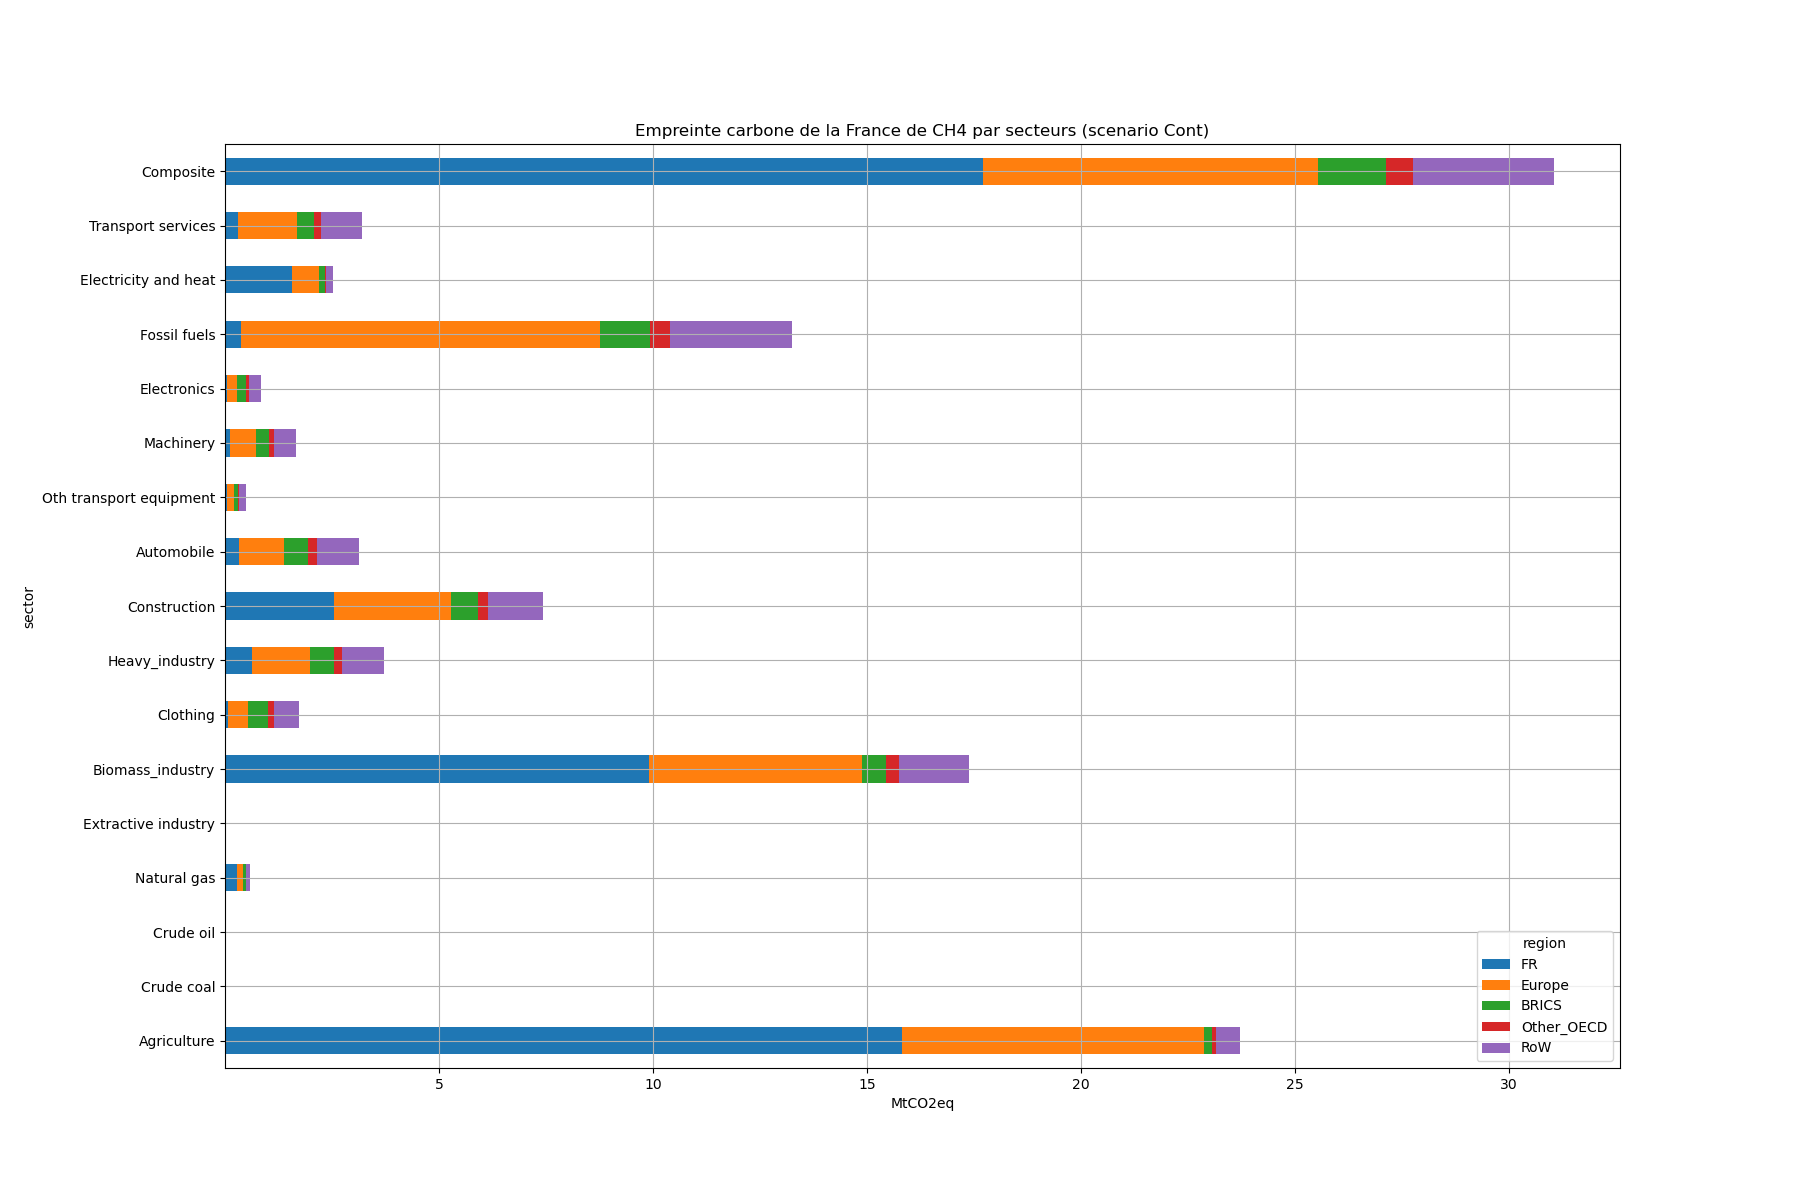 Empreinte carbone de la France de CH4 par secteurs (scenario Cont)
sector
Composite
Transport services
Electricity and heat
Fossil fuels
Electronics
Machinery
Oth transport equipment
Automobile
Construction
Heavy_industry
Clothing
Biomass_industry
Extractive industry
Natural gas
Crude oil
Crude coal
Agriculture
region
FR
Europe
BRICS
Other_OECD
RoW
5 10 15 20 25 30
MtCO2eq